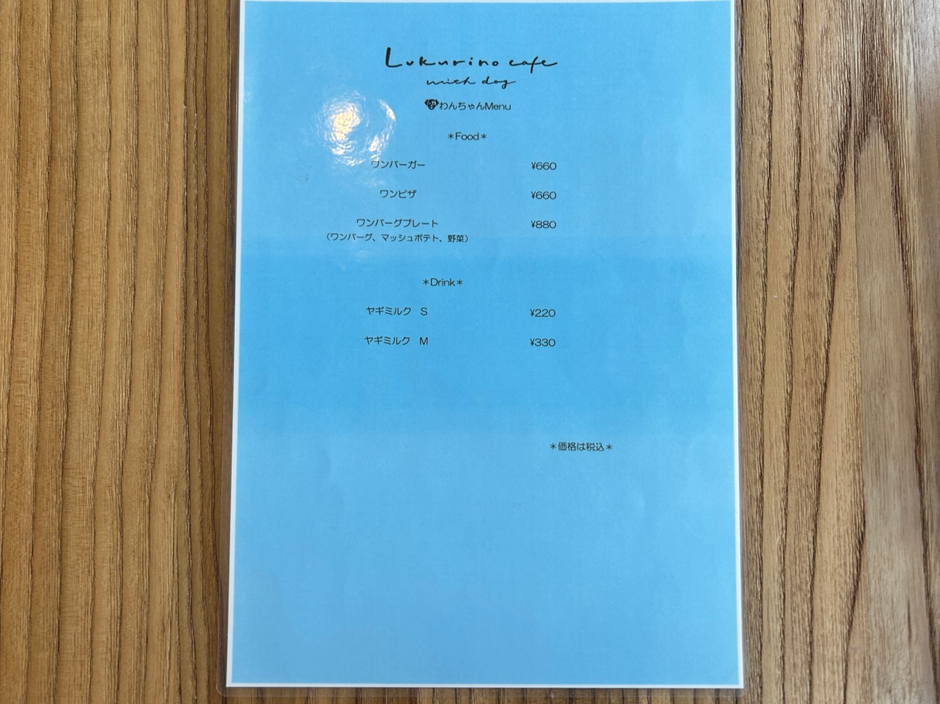 Lukurino cafe
with dog
わんちゃんMenu
＊Food＊
ワンバーガー ¥660
ワンピザ ¥660
ワンバーグプレート ¥880
（ワンバーグ、マッシュポテト、野菜）
＊Drink＊
ヤギミルク S ¥220
ヤギミルク M ¥330
＊価格は税込＊